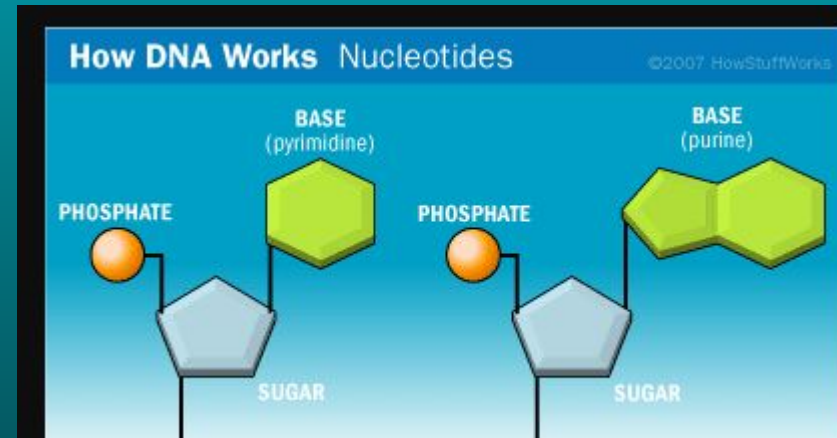 How DNA Works Nucleotides
©2007 HowStuffWorks
BASE
(pyrimidine)
BASE
(purine)
PHOSPHATE
PHOSPHATE
SUGAR
SUGAR